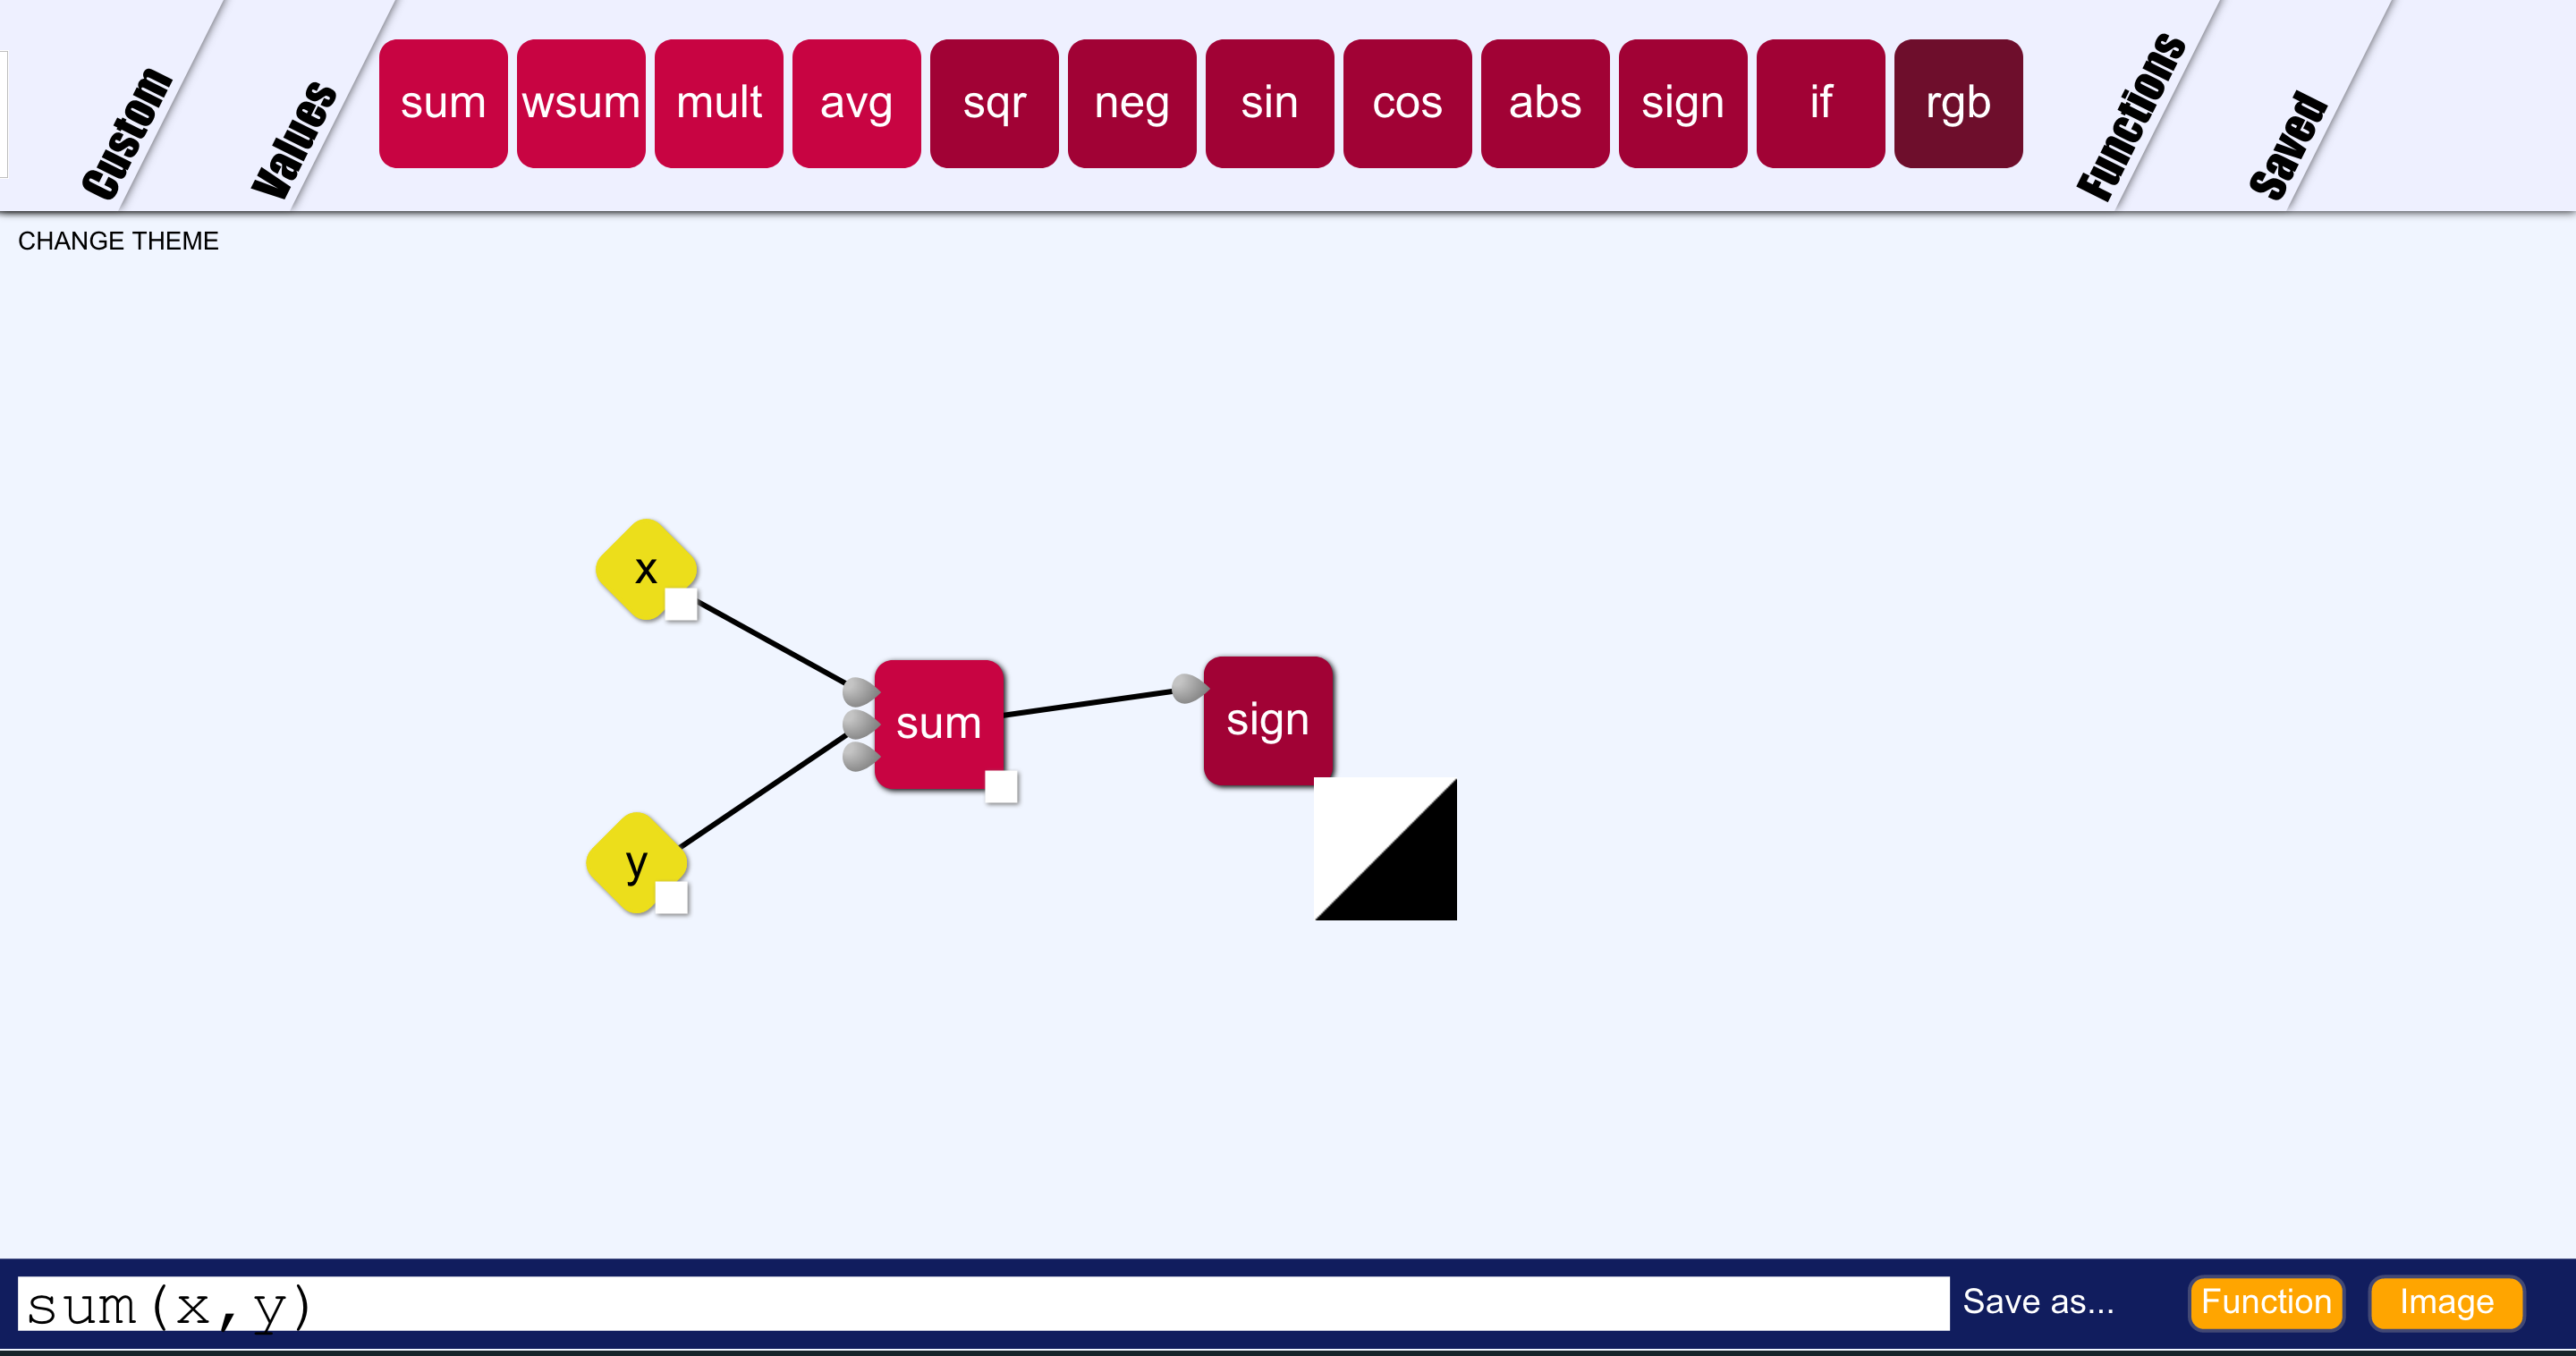 Custom
Values
sum wsum mult avg sqr neg sin cos abs sign if rgb
Functions
Saved
CHANGE THEME
x
sum
sign
y
sum(x,y)
Save as...
Function
Image